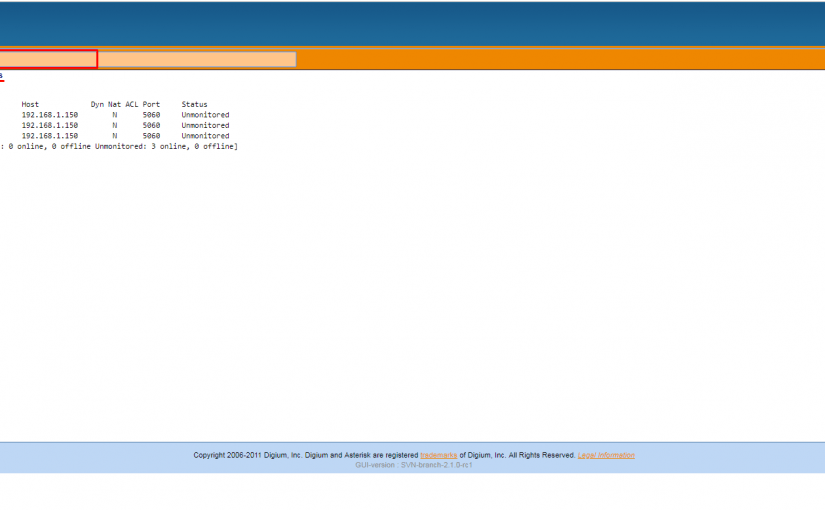 s
Host Dyn Nat ACL Port Status
192.168.1.150 N 5060 Unmonitored
192.168.1.150 N 5060 Unmonitored
192.168.1.150 N 5060 Unmonitored
: 0 online, 0 offline Unmonitored: 3 online, 0 offline]
Copyright 2006-2011 Digium, Inc. Digium and Asterisk are registered trademarks of Digium, Inc. All Rights Reserved. Legal Information
GUI-version : SVN-branch-2.1.0-rc1